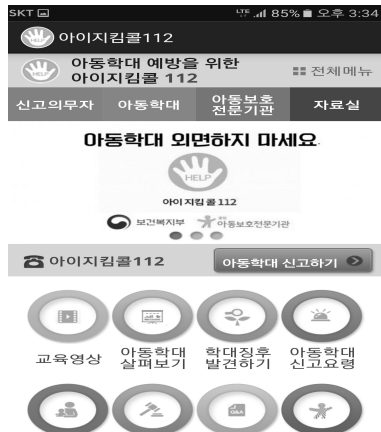 SKT LTE 85% 오후 3:34
HELP 아이지킴콜112
HELP 아동학대 예방을 위한
아이지킴콜 112
전체메뉴
신고의무자 아동학대 아동보호
전문기관 자료실
아동학대 외면하지 마세요.
HELP
아이지킴콜112
보건복지부 아동보호전문기관
아이지킴콜112 아동학대 신고하기
교육영상 아동학대
살펴보기 학대징후
발견하기 아동학대
신고요령
Q&A